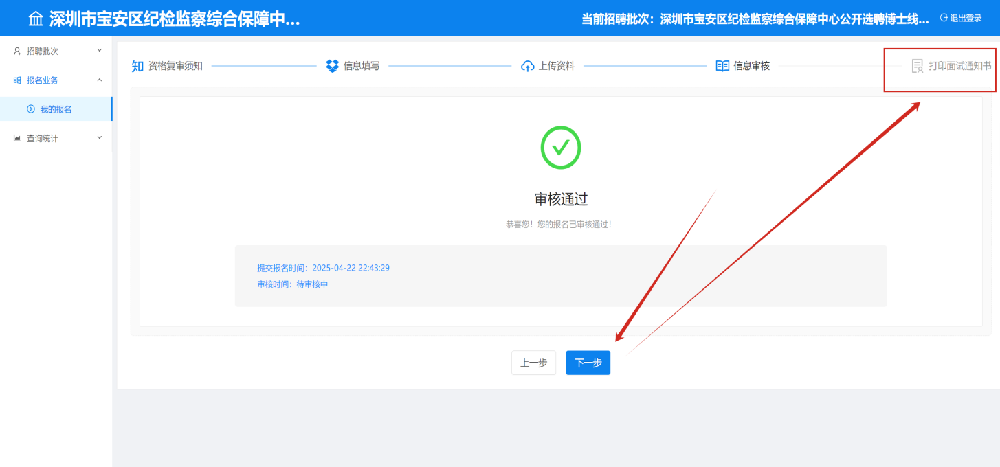 深圳市宝安区纪检监察综合保障中...
当前招聘批次：深圳市宝安区纪检监察综合保障中心公开选聘博士线...
退出登录
招聘批次
报名业务
我的报名
查询统计
知 资格复审须知
信息填写
上传资料
信息审核
打印面试通知书
审核通过
恭喜您！您的报名已审核通过！
提交报名时间：2025-04-22 22:43:29
审核时间：待审核中
上一步
下一步